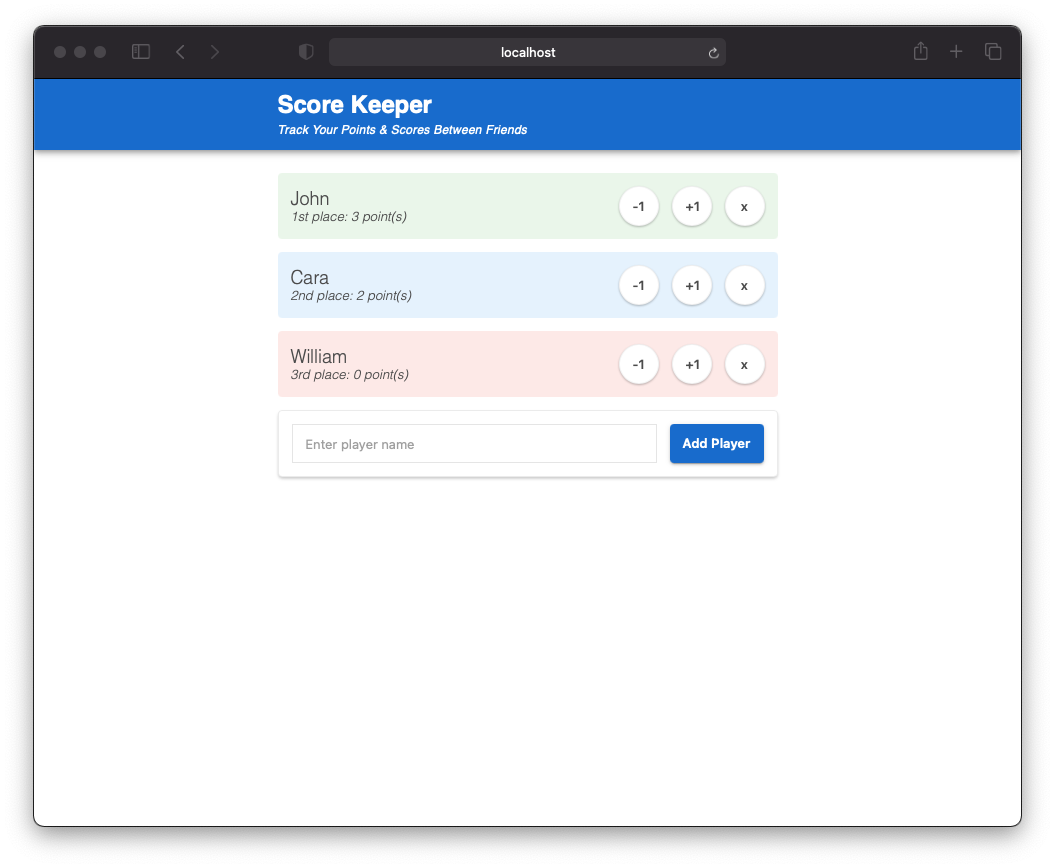 localhost
Score Keeper
Track Your Points & Scores Between Friends
John
1st place: 3 point(s)
-1 +1 x
Cara
2nd place: 2 point(s)
-1 +1 x
William
3rd place: 0 point(s)
-1 +1 x
Enter player name
Add Player